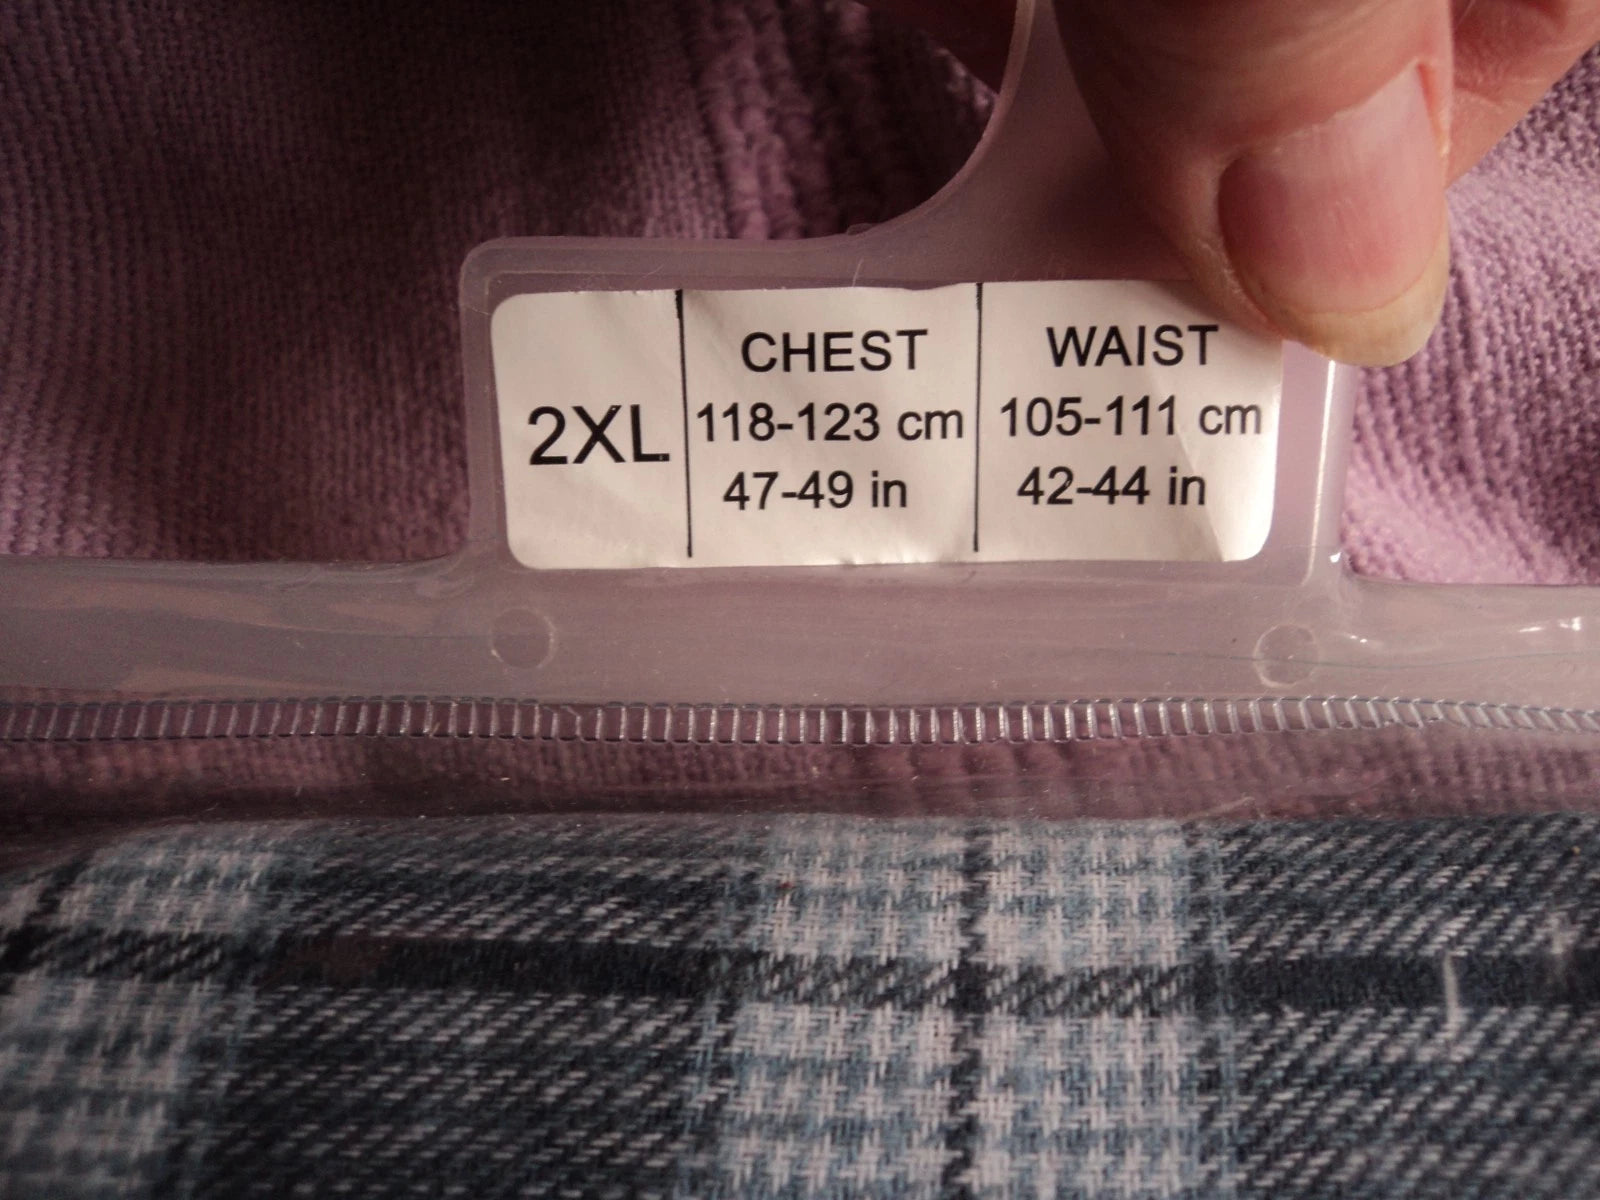 2XL
CHEST
118-123 cm
47-49 in
WAIST
105-111 cm
42-44 in